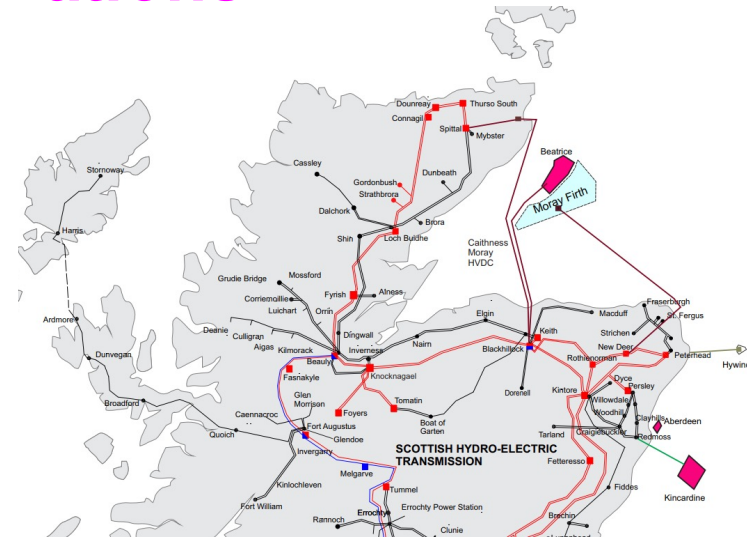 Dounreay
Thurso South
Connagil
Spittal
Mybster
Cassley
Beatrice
Stornoway
Gordonbush
Dunbeath
Strathbrora
Moray Firth
Dalchork
Brora
Harris
Shin
Loch Buidhe
Caithness
Moray
HVDC
Grudie Bridge
Mossford
Corriemoillie
Fyrish
Alness
Luichart
Orrin
Fraserburgh
Macduff
St. Fergus
Elgin
Ardmore
Deanie
Culligran
Dingwall
Strichen
Aigas
Kilmorack
Inverness
Nairn
Keith
Blackhillock
New Deer
Dunvegan
Beauly
Rothienorman
Peterhead
Hywind
Fasnakyle
Knocknagel
Dyce
Persley
Dorenell
Kintore
Broadford
Glen
Morrison
Tomatin
Willowdale
Caennacroc
Foyers
Woodhill
Clayhills
Aberdeen
Quoich
Fort Augustus
Boat of
Garten
Tarland
Craigiebuckler
Redmoss
Glendoe
Invergarry
SCOTTISH HYDRO-ELECTRIC
TRANSMISSION
Fetteresso
Melgarve
Kinlochleven
Tummel
Fiddes
Kincardine
Fort William
Errochty
Errochty Power Station
Rannoch
Brechin
Clunie